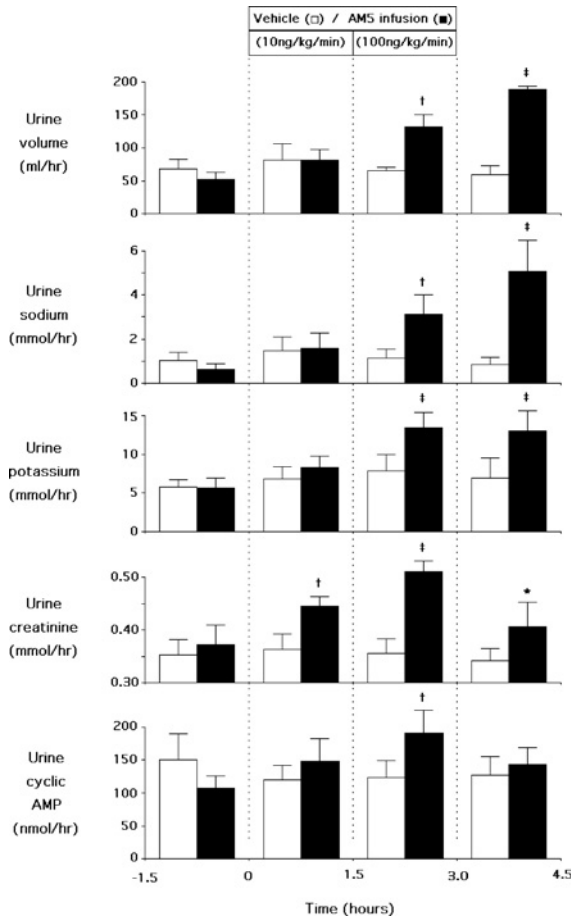 Vehicle (□) / AM5 infusion (■)
(10ng/kg/min) (100ng/kg/min)
Urine
volume
(ml/hr)
200
150
100
50
0
† ‡
Urine
sodium
(mmol/hr)
6
4
2
0
† ‡
Urine
potassium
(mmol/hr)
15
10
5
0
‡ ‡
Urine
creatinine
(mmol/hr)
0.50
0.40
0.30
† ‡ *
Urine
cyclic
AMP
(nmol/hr)
200
150
100
50
0
†
-1.5 0 1.5 3.0 4.5
Time (hours)